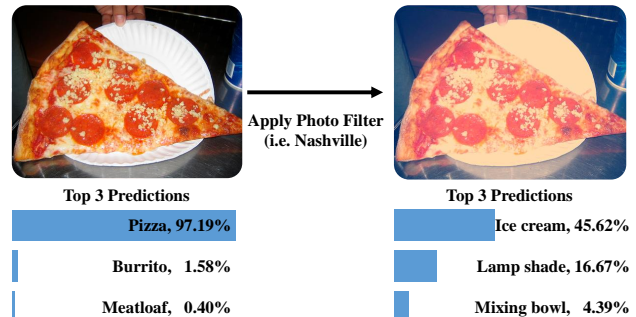 Apply Photo Filter
(i.e. Nashville)
Top 3 Predictions
Pizza, 97.19%
Burrito, 1.58%
Meatloaf, 0.40%
Top 3 Predictions
Ice cream, 45.62%
Lamp shade, 16.67%
Mixing bowl, 4.39%